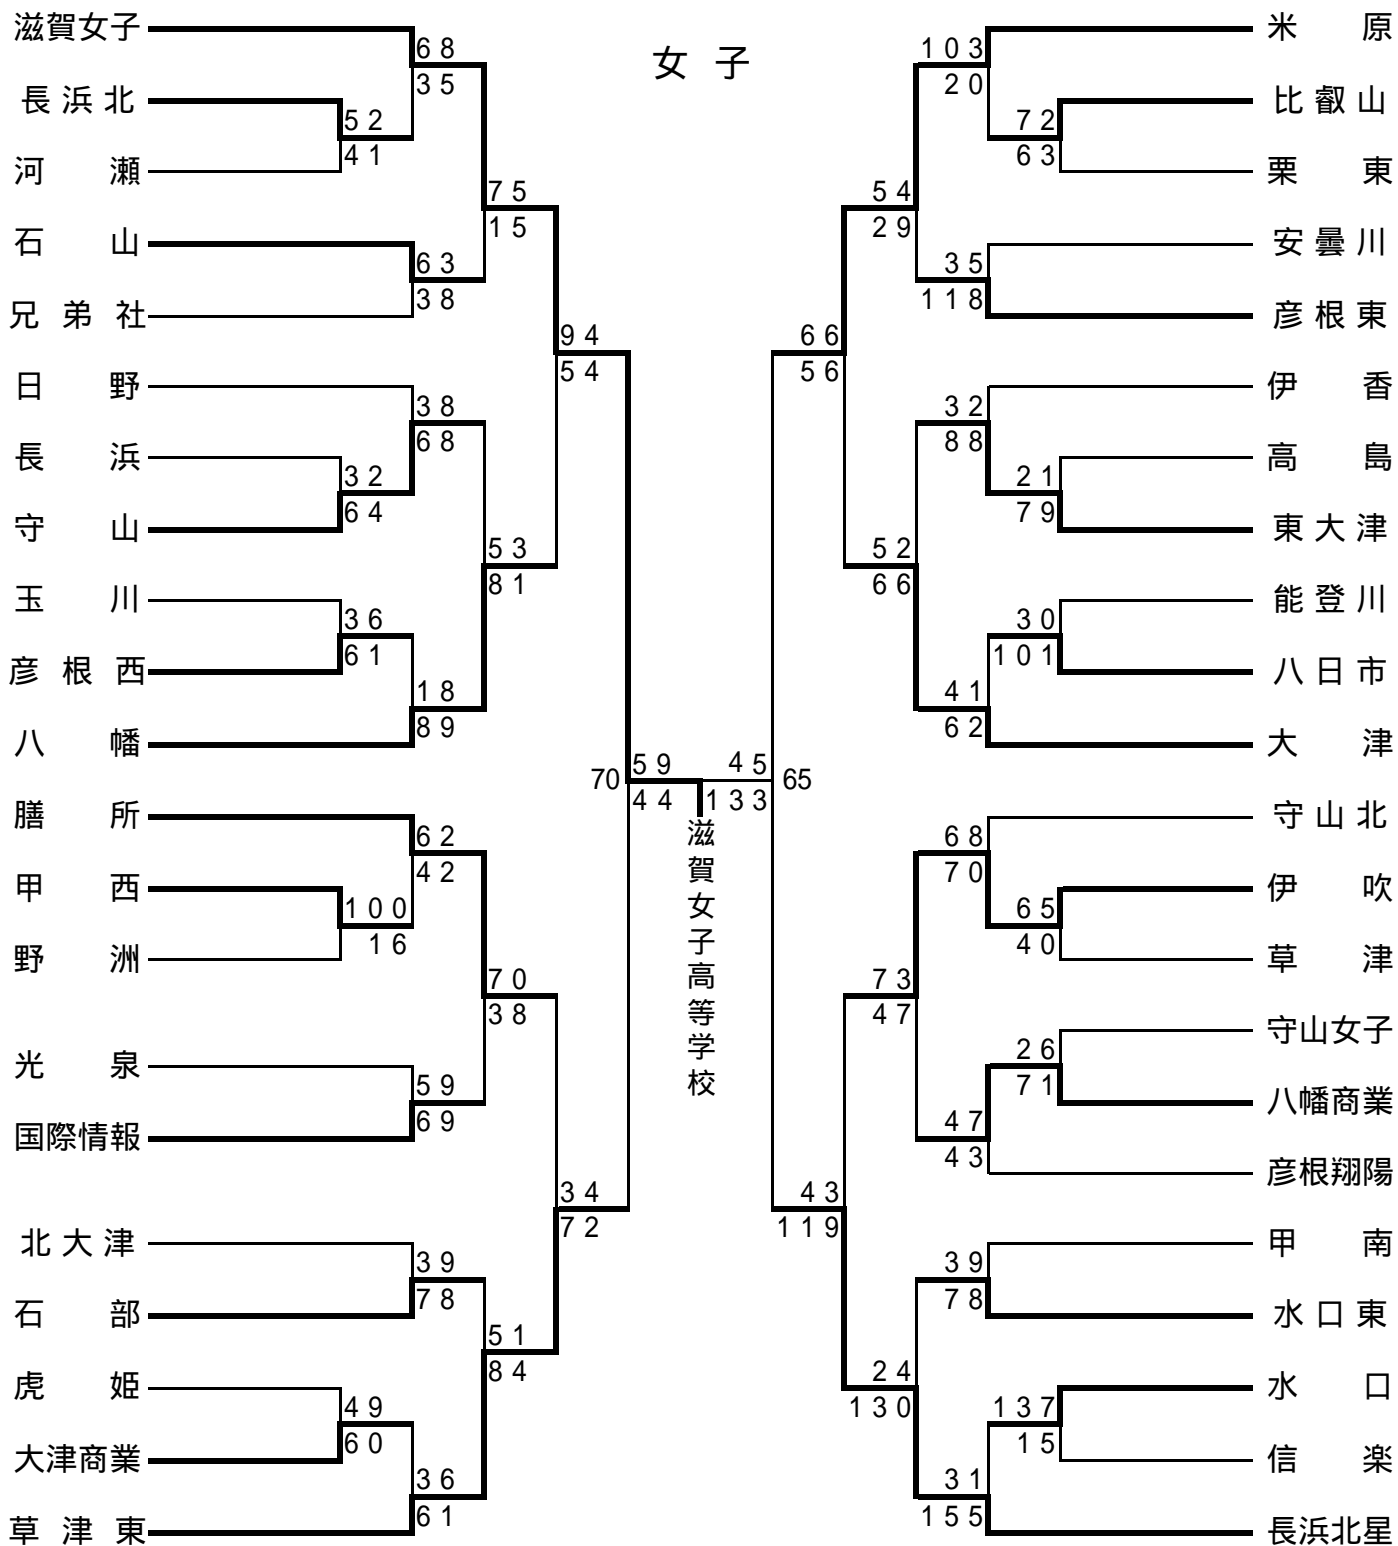 女子
滋賀女子
68
35
長浜北
52
41
河瀬
75
15
石山
63
38
兄弟社
94
54
日野
38
68
長浜
32
64
守山
53
81
玉川
36
61
彦根西
18
89
八幡
70
59
44
膳所
62
42
甲西
100
16
野洲
70
38
光泉
59
69
国際情報
34
72
北大津
39
78
石部
51
84
虎姫
49
60
大津商業
36
61
草津東
滋賀女子高等学校
米原
103
20
比叡山
72
63
栗東
54
29
安曇川
35
118
彦根東
66
56
伊香
32
88
高島
21
79
東大津
52
66
能登川
30
101
八日市
41
62
大津
45
133
65
守山北
68
70
伊吹
65
40
草津
73
47
守山女子
26
71
八幡商業
47
43
彦根翔陽
43
119
甲南
39
78
水口東
24
130
水口
137
15
信楽
31
155
長浜北星